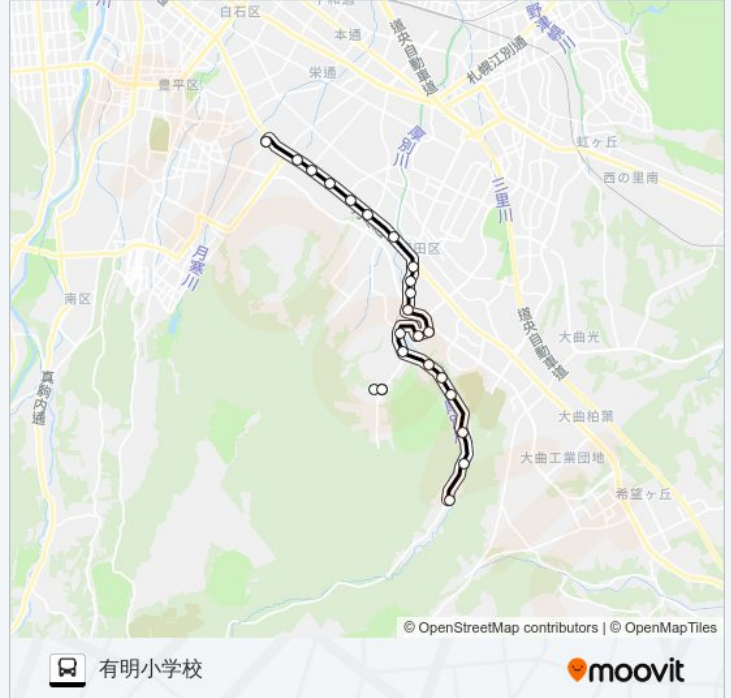 白石区
本通
道央自動車道
野津幌川
栄通
札幌江別通
豊平区
厚別川
虹ヶ丘
西の里南
三里川
田区
月寒川
南区
道央自動車道
大曲光
真駒内通
大曲柏葉
大曲工業団地
希望ヶ丘
© OpenStreetMap contributors | © OpenMapTiles
有明小学校
moovit